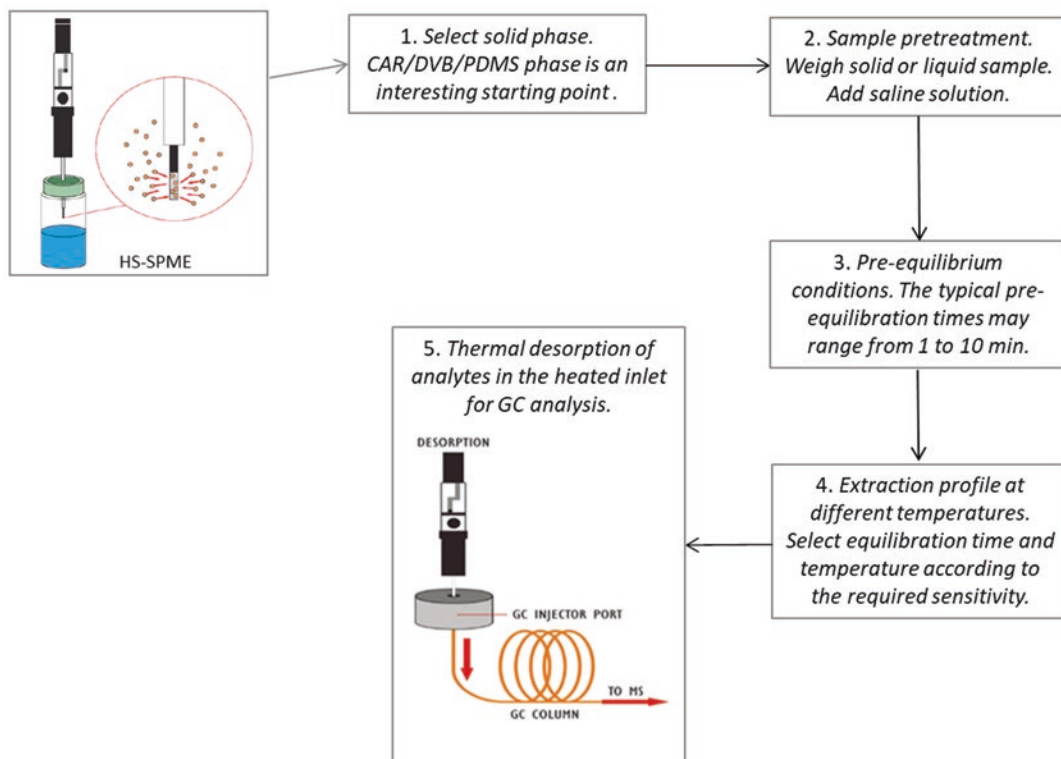 HS-SPME
1. Select solid phase.
CAR/DVB/PDMS phase is an
interesting starting point .
2. Sample pretreatment.
Weigh solid or liquid sample.
Add saline solution.
3. Pre-equilibrium
conditions. The typical pre-
equilibration times may
range from 1 to 10 min.
4. Extraction profile at
different temperatures.
Select equilibration time and
temperature according to
the required sensitivity.
5. Thermal desorption of
analytes in the heated inlet
for GC analysis.
DESORPTION
GC INJECTOR PORT
TO MS
GC COLUMN